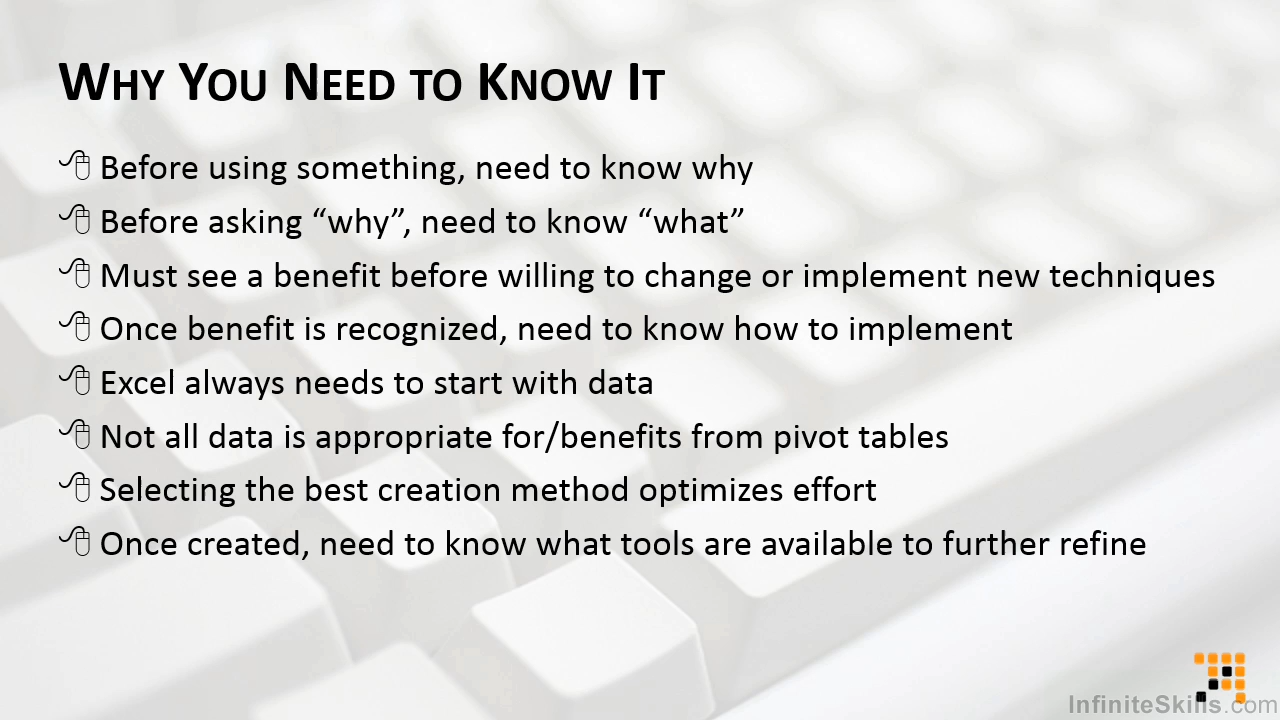 Why You Need to Know It
Before using something, need to know why
Before asking “why”, need to know “what”
Must see a benefit before willing to change or implement new techniques
Once benefit is recognized, need to know how to implement
Excel always needs to start with data
Not all data is appropriate for/benefits from pivot tables
Selecting the best creation method optimizes effort
Once created, need to know what tools are available to further refine
InfiniteSkills.com